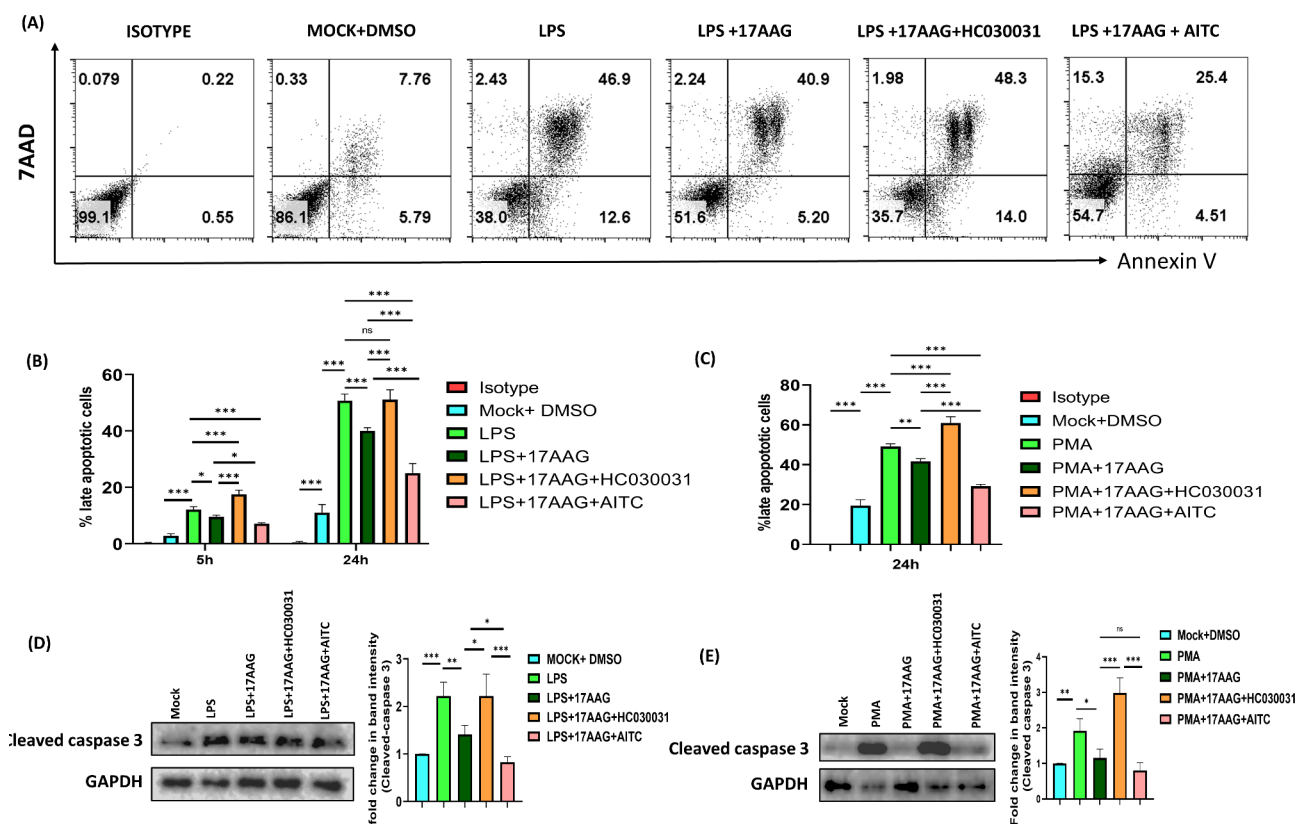 (A)
ISOTYPE
MOCK+DMSO
LPS
LPS +17AAG
LPS +17AAG+HC030031
LPS +17AAG + AITC
7AAD
0.079
0.22
99.1
0.55
0.33
7.76
86.1
5.79
2.43
46.9
38.0
12.6
2.24
40.9
51.6
5.20
1.98
48.3
35.7
14.0
15.3
25.4
54.7
4.51
Annexin V
(B)
% late apoptotic cells
60
40
20
0
5h
24h
***
*
***
***
*
***
***
***
***
***
***
ns
***
***
Isotype
Mock+ DMSO
LPS
LPS+17AAG
LPS+17AAG+HC030031
LPS+17AAG+AITC
(C)
%late apopototic cells
80
60
40
20
0
24h
***
***
**
***
***
***
***
Isotype
Mock+DMSO
PMA
PMA+17AAG
PMA+17AAG+HC030031
PMA+17AAG+AITC
(D)
Mock
LPS
LPS+17AAG
LPS+17AAG+HC030031
LPS+17AAG+AITC
Cleaved caspase 3
GAPDH
fold change in band intensity
(Cleaved-caspase 3)
3
2
1
0
***
**
*
*
***
MOCK+ DMSO
LPS
LPS+17AAG
LPS+17AAG+HC030031
LPS+17AAG+AITC
(E)
Mock
PMA
PMA+17AAG
PMA+17AAG+HC030031
PMA+17AAG+AITC
Cleaved caspase 3
GAPDH
Fold change in band intensity
(Cleaved caspase 3)
4
3
2
1
0
**
*
***
***
ns
Mock+DMSO
PMA
PMA+17AAG
PMA+17AAG+HC030031
PMA+17AAG+AITC